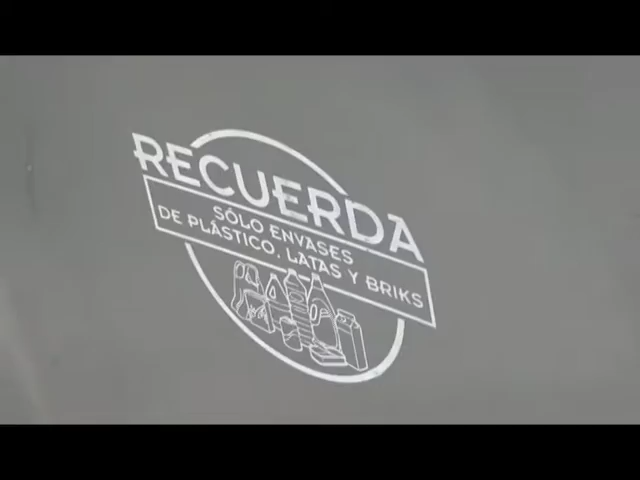 RECUERDA
SÓLO ENVASES
DE PLÁSTICO, LATAS Y BRIKS